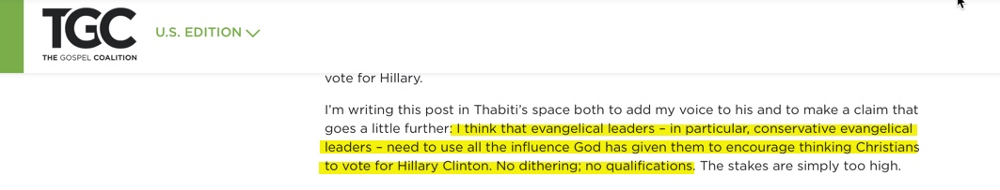 TGC
THE GOSPEL COALITION
U.S. EDITION
vote for Hillary.
I'm writing this post in Thabiti's space both to add my voice to his and to make a claim that
goes a little further: I think that evangelical leaders – in particular, conservative evangelical
leaders – need to use all the influence God has given them to encourage thinking Christians
to vote for Hillary Clinton. No dithering; no qualifications. The stakes are simply too high.